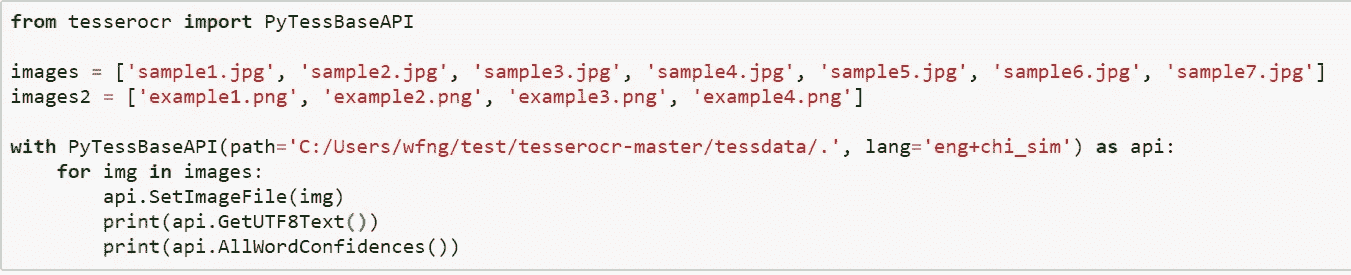 from tesserocr import PyTessBaseAPI
images = ['sample1.jpg', 'sample2.jpg', 'sample3.jpg', 'sample4.jpg', 'sample5.jpg', 'sample6.jpg', 'sample7.jpg']
images2 = ['example1.png', 'example2.png', 'example3.png', 'example4.png']
with PyTessBaseAPI(path='C:/Users/wfng/test/tesserocr-master/tessdata/.', lang='eng+chi_sim') as api:
    for img in images:
        api.SetImageFile(img)
        print(api.GetUTF8Text())
        print(api.AllWordConfidences())